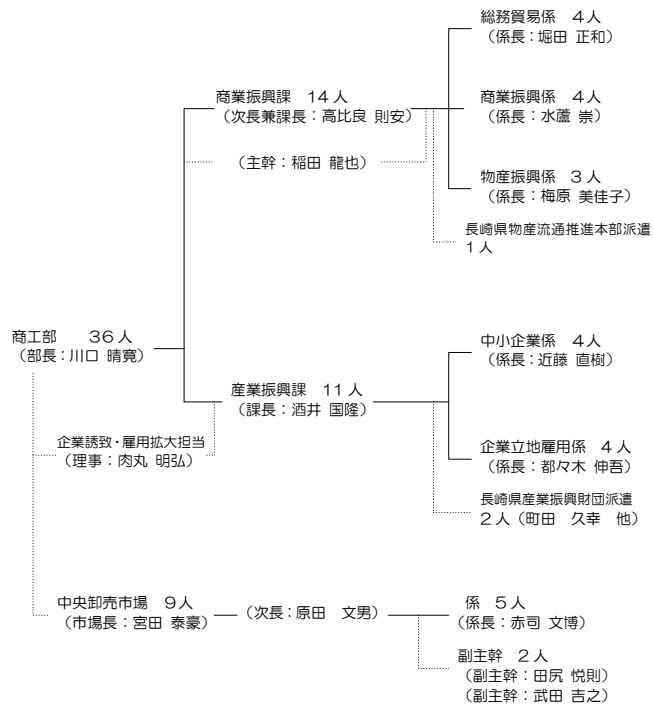 総務貿易係 4人
（係長：堀田 正和）
商業振興課 14人
（次長兼課長：高比良 則安）
商業振興係 4人
（係長：水蘆 崇）
（主幹：稲田 龍也）
物産振興係 3人
（係長：梅原 美佳子）
長崎県物産流通推進本部派遣
1人
商工部 36人
（部長：川口 晴寛）
中小企業係 4人
（係長：近藤 直樹）
産業振興課 11人
（課長：酒井 国隆）
企業誘致・雇用拡大担当
（理事：肉丸 明弘）
企業立地雇用係 4人
（係長：都々木 伸吾）
長崎県産業振興財団派遣
2人（町田 久幸 他）
中央卸売市場 9人
（市場長：宮田 泰豪）
（次長：原田 文男）
係 5人
（係長：赤司 文博）
副主幹 2人
（副主幹：田尻 悦則）
（副主幹：武田 吉之）